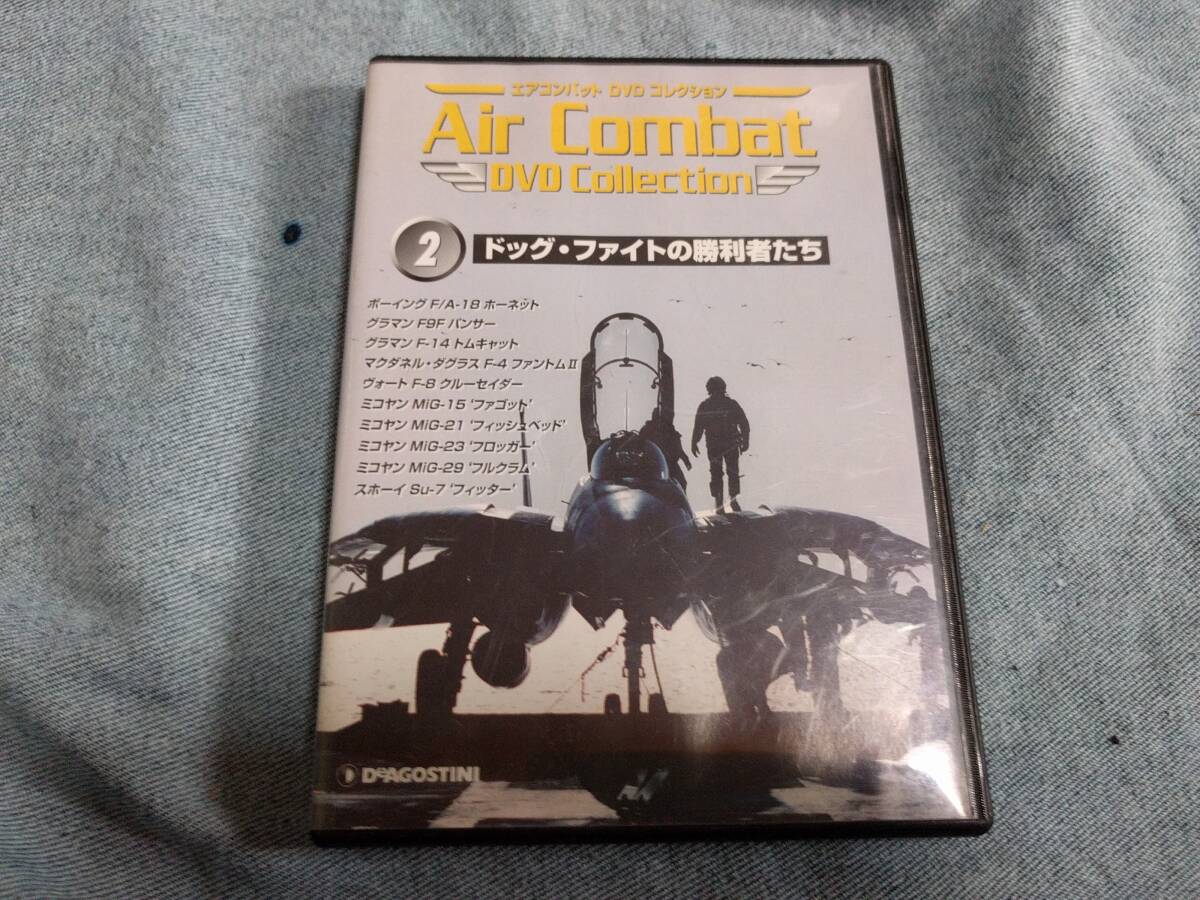 エアコンバット DVD コレクション
Air Combat
DVD Collection
2 ドッグ・ファイトの勝利者たち
ボーイング F/A-18 ホーネット
グラマン F9F パンサー
グラマン F-14 トムキャット
マクダネル・ダグラス F-4 ファントムⅡ
ヴォート F-8 クルーセイダー
ミコヤン MiG-15 'ファゴット'
ミコヤン MiG-21 'フィッシュベッド'
ミコヤン MiG-23 'フロッガー'
ミコヤン MiG-29 'フルクラム'
スホーイ Su-7 'フィッター'
DeAGOSTINI